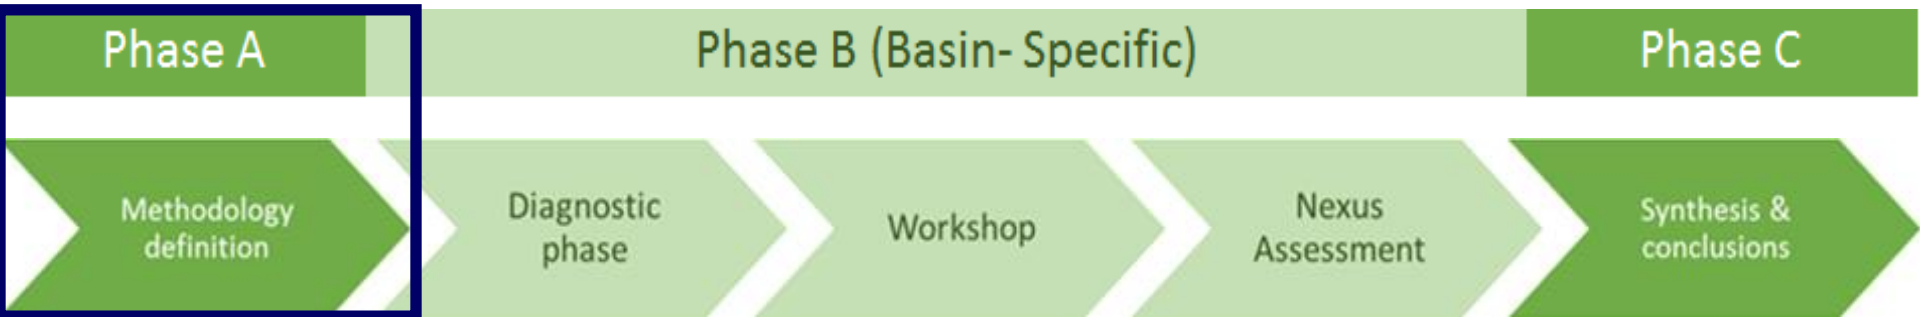 Phase A
Phase B (Basin- Specific)
Phase C
Methodology
definition
Diagnostic
phase
Workshop
Nexus
Assessment
Synthesis &
conclusions